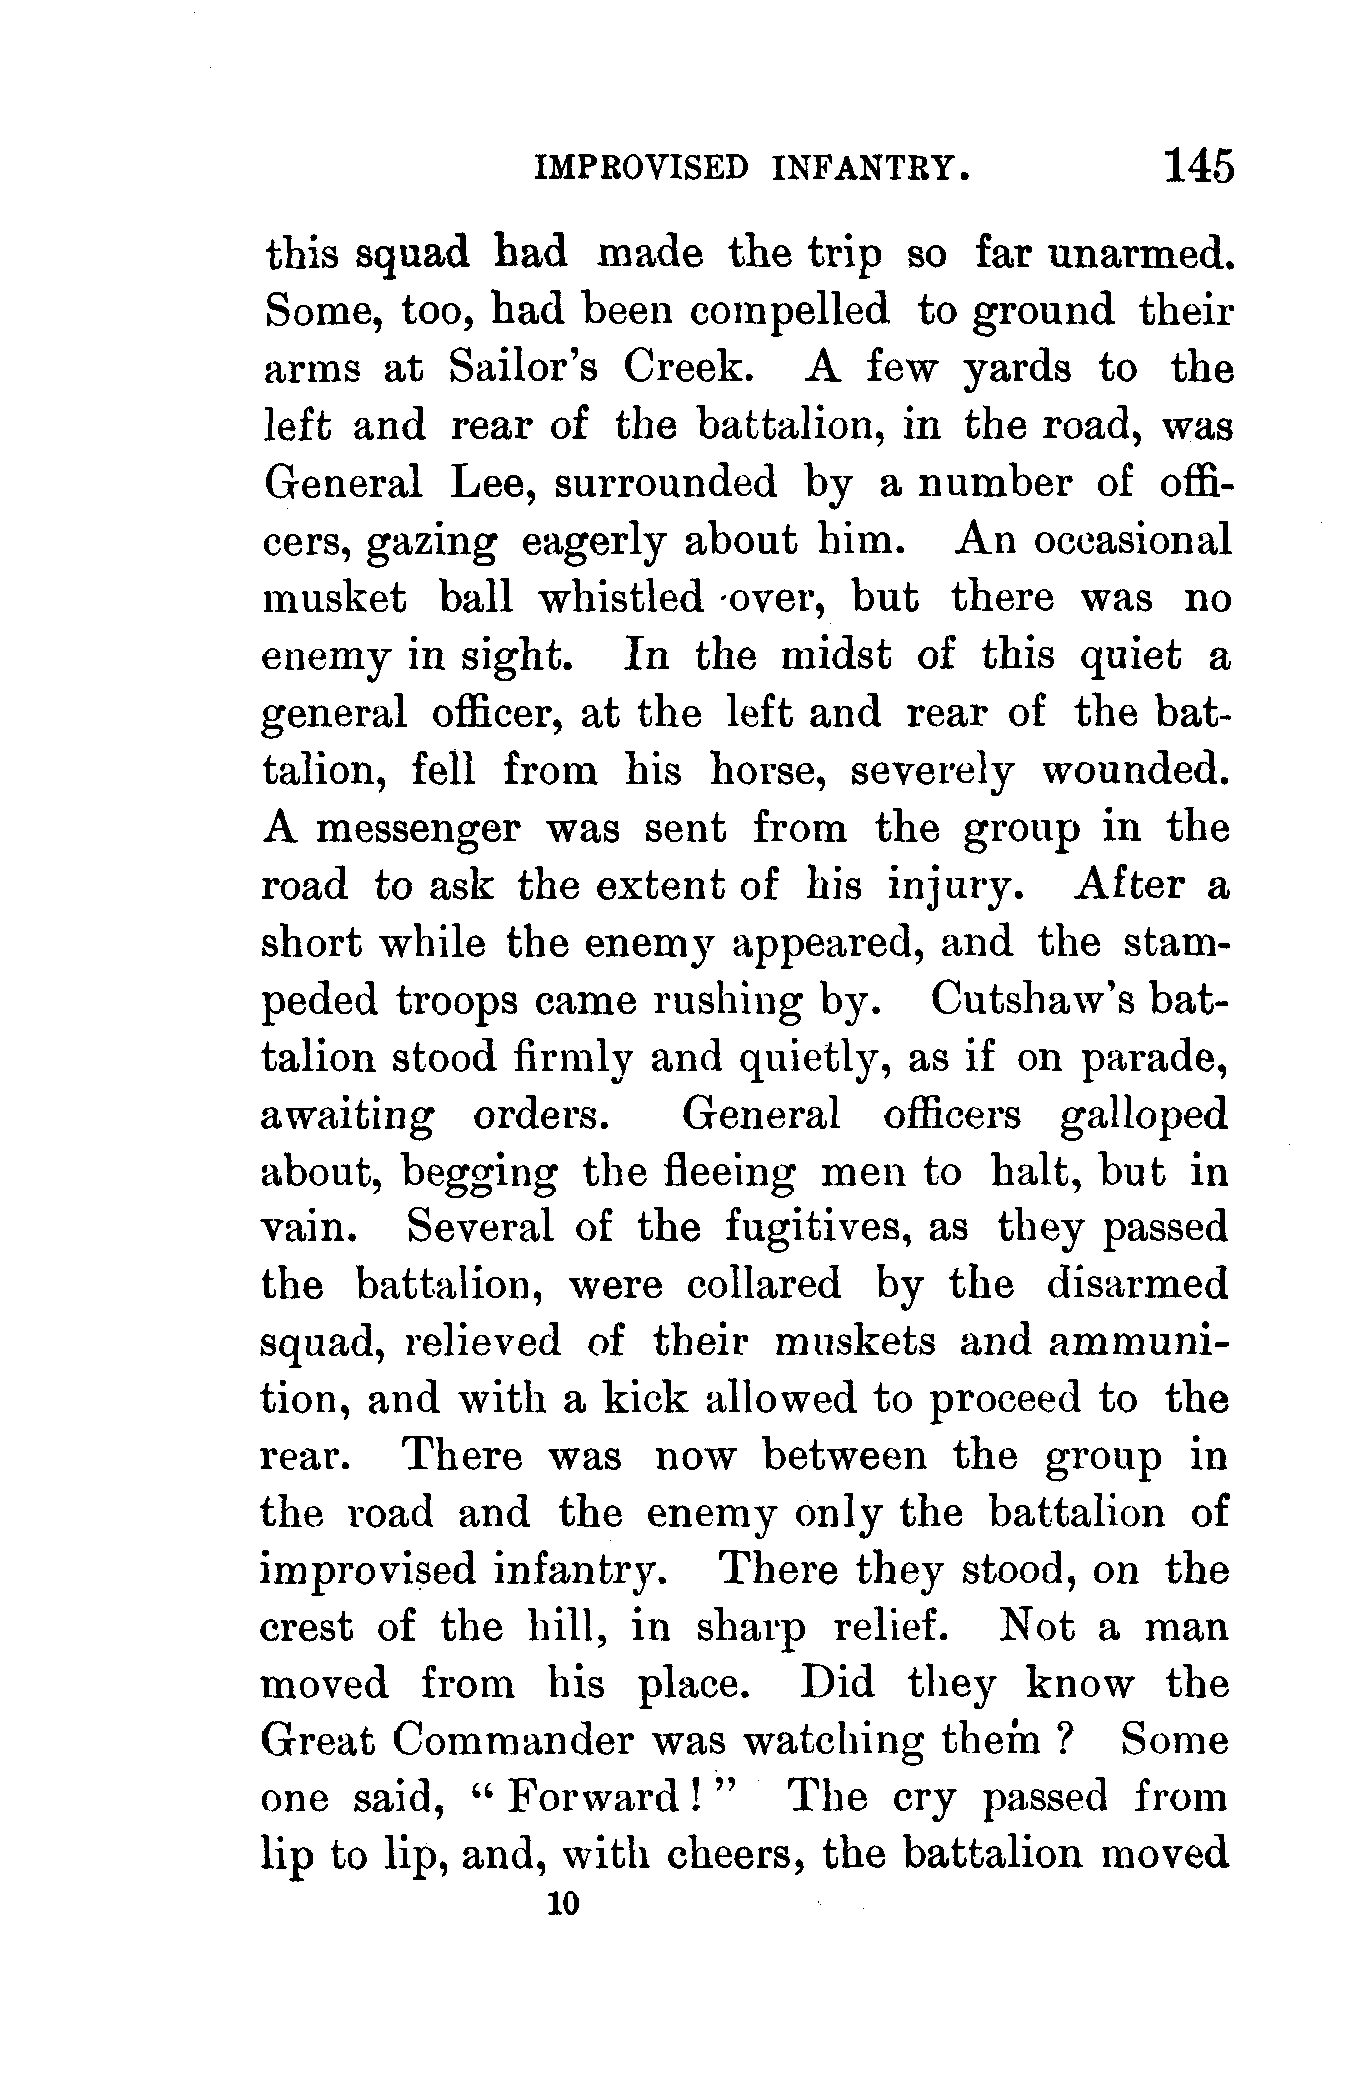 IMPROVISED INFANTRY. 145
this squad had made the trip so far unarmed.
Some, too, had been compelled to ground their
arms at Sailor's Creek. A few yards to the
left and rear of the battalion, in the road, was
General Lee, surrounded by a number of offi-
cers, gazing eagerly about him. An occasional
musket ball whistled over, but there was no
enemy in sight. In the midst of this quiet a
general officer, at the left and rear of the bat-
talion, fell from his horse, severely wounded.
A messenger was sent from the group in the
road to ask the extent of his injury. After a
short while the enemy appeared, and the stam-
peded troops came rushing by. Cutshaw's bat-
talion stood firmly and quietly, as if on parade,
awaiting orders. General officers galloped
about, begging the fleeing men to halt, but in
vain. Several of the fugitives, as they passed
the battalion, were collared by the disarmed
squad, relieved of their muskets and ammuni-
tion, and with a kick allowed to proceed to the
rear. There was now between the group in
the road and the enemy only the battalion of
improvised infantry. There they stood, on the
crest of the hill, in sharp relief. Not a man
moved from his place. Did they know the
Great Commander was watching them ? Some
one said, " Forward ! " The cry passed from
lip to lip, and, with cheers, the battalion moved
10